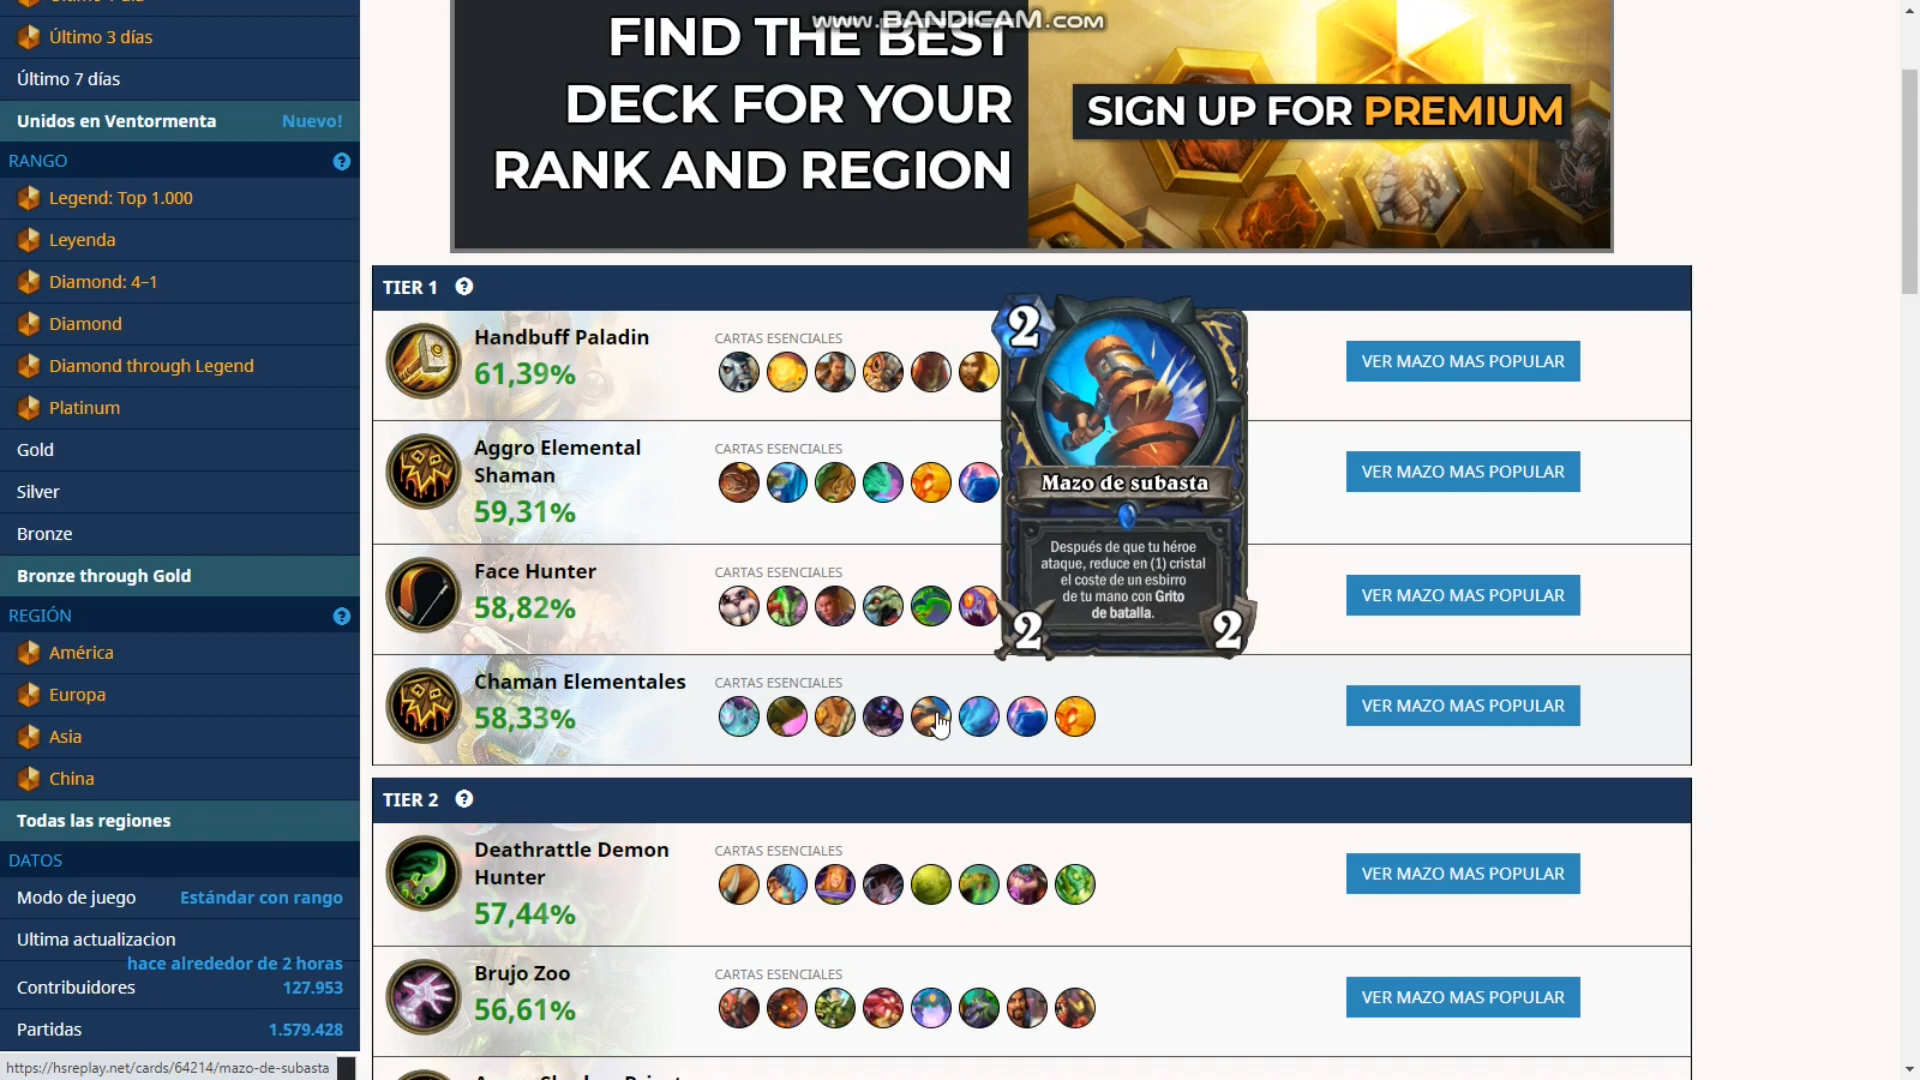 www.BANDICAM.com
Último 3 días
Último 7 días
Unidos en Ventormenta Nuevo!
RANGO ?
Legend: Top 1.000
Leyenda
Diamond: 4–1
Diamond
Diamond through Legend
Platinum
Gold
Silver
Bronze
Bronze through Gold
REGIÓN ?
América
Europa
Asia
China
Todas las regiones
DATOS
Modo de juego Estándar con rango
Ultima actualizacion
hace alrededor de 2 horas
Contribuidores 127.953
Partidas 1.579.428
https://hsreplay.net/cards/64214/mazo-de-subasta
FIND THE BEST
DECK FOR YOUR
RANK AND REGION
SIGN UP FOR PREMIUM
TIER 1 ?
Handbuff Paladin
61,39%
CARTAS ESENCIALES
VER MAZO MAS POPULAR
Aggro Elemental
Shaman
59,31%
CARTAS ESENCIALES
VER MAZO MAS POPULAR
Face Hunter
58,82%
CARTAS ESENCIALES
VER MAZO MAS POPULAR
Chaman Elementales
58,33%
CARTAS ESENCIALES
VER MAZO MAS POPULAR
2
Mazo de subasta
Después de que tu héroe
ataque, reduce en (1) cristal
el coste de un esbirro
de tu mano con Grito
de batalla.
2 2
TIER 2 ?
Deathrattle Demon
Hunter
57,44%
CARTAS ESENCIALES
VER MAZO MAS POPULAR
Brujo Zoo
56,61%
CARTAS ESENCIALES
VER MAZO MAS POPULAR